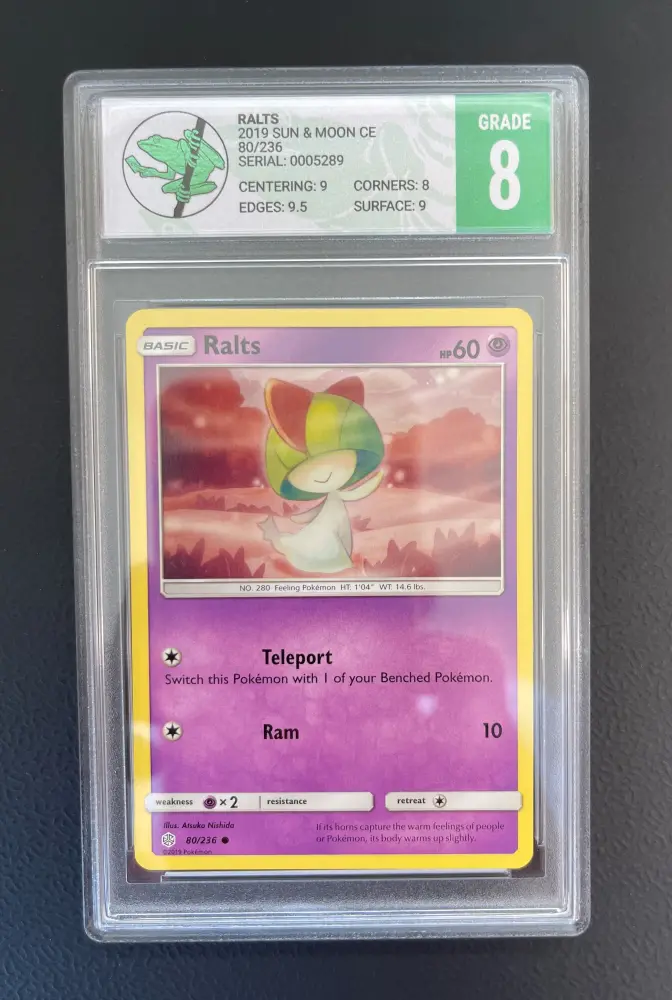 RALTS
2019 SUN & MOON CE
80/236
SERIAL: 0005289
CENTERING: 9 CORNERS: 8
EDGES: 9.5 SURFACE: 9
GRADE
8
BASIC Ralts HP60
NO. 280 Feeling Pokémon HT: 1'04" WT: 14.6 lbs.
Teleport
Switch this Pokémon with 1 of your Benched Pokémon.
Ram 10
weakness ×2 resistance retreat
Illus. Atsuko Nishida
80/236
©2019 Pokémon
If its horns capture the warm feelings of people
or Pokémon, its body warms up slightly.